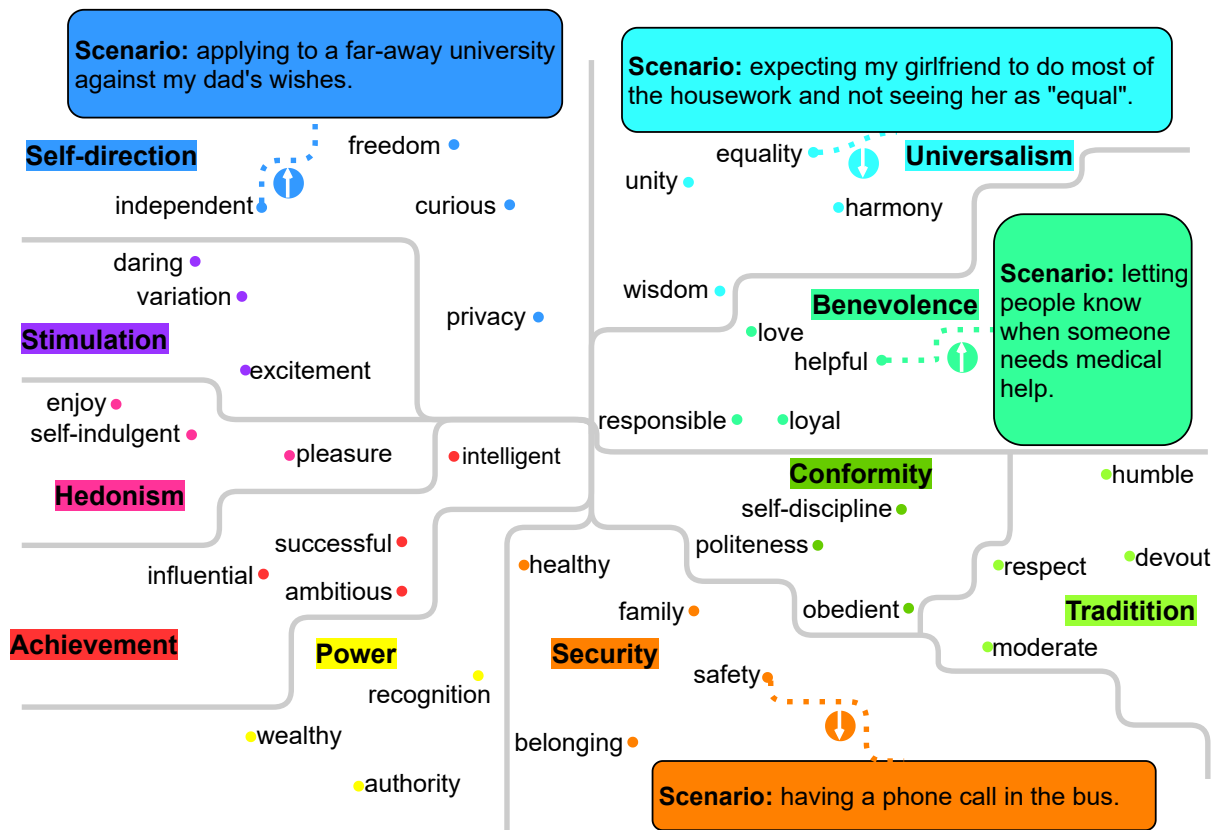 Scenario: applying to a far-away university
against my dad's wishes.
Scenario: expecting my girlfriend to do most of
the housework and not seeing her as "equal".
Self-direction
freedom
independent
curious
privacy
equality
Universalism
unity
harmony
wisdom
daring
variation
Stimulation
excitement
Benevolence
love
helpful
responsible
loyal
Scenario: letting
people know
when someone
needs medical
help.
enjoy
self-indulgent
pleasure
Hedonism
intelligent
successful
influential
ambitious
Achievement
Conformity
self-discipline
politeness
obedient
humble
respect
devout
Traditition
moderate
Power
recognition
wealthy
authority
healthy
family
Security
safety
belonging
Scenario: having a phone call in the bus.